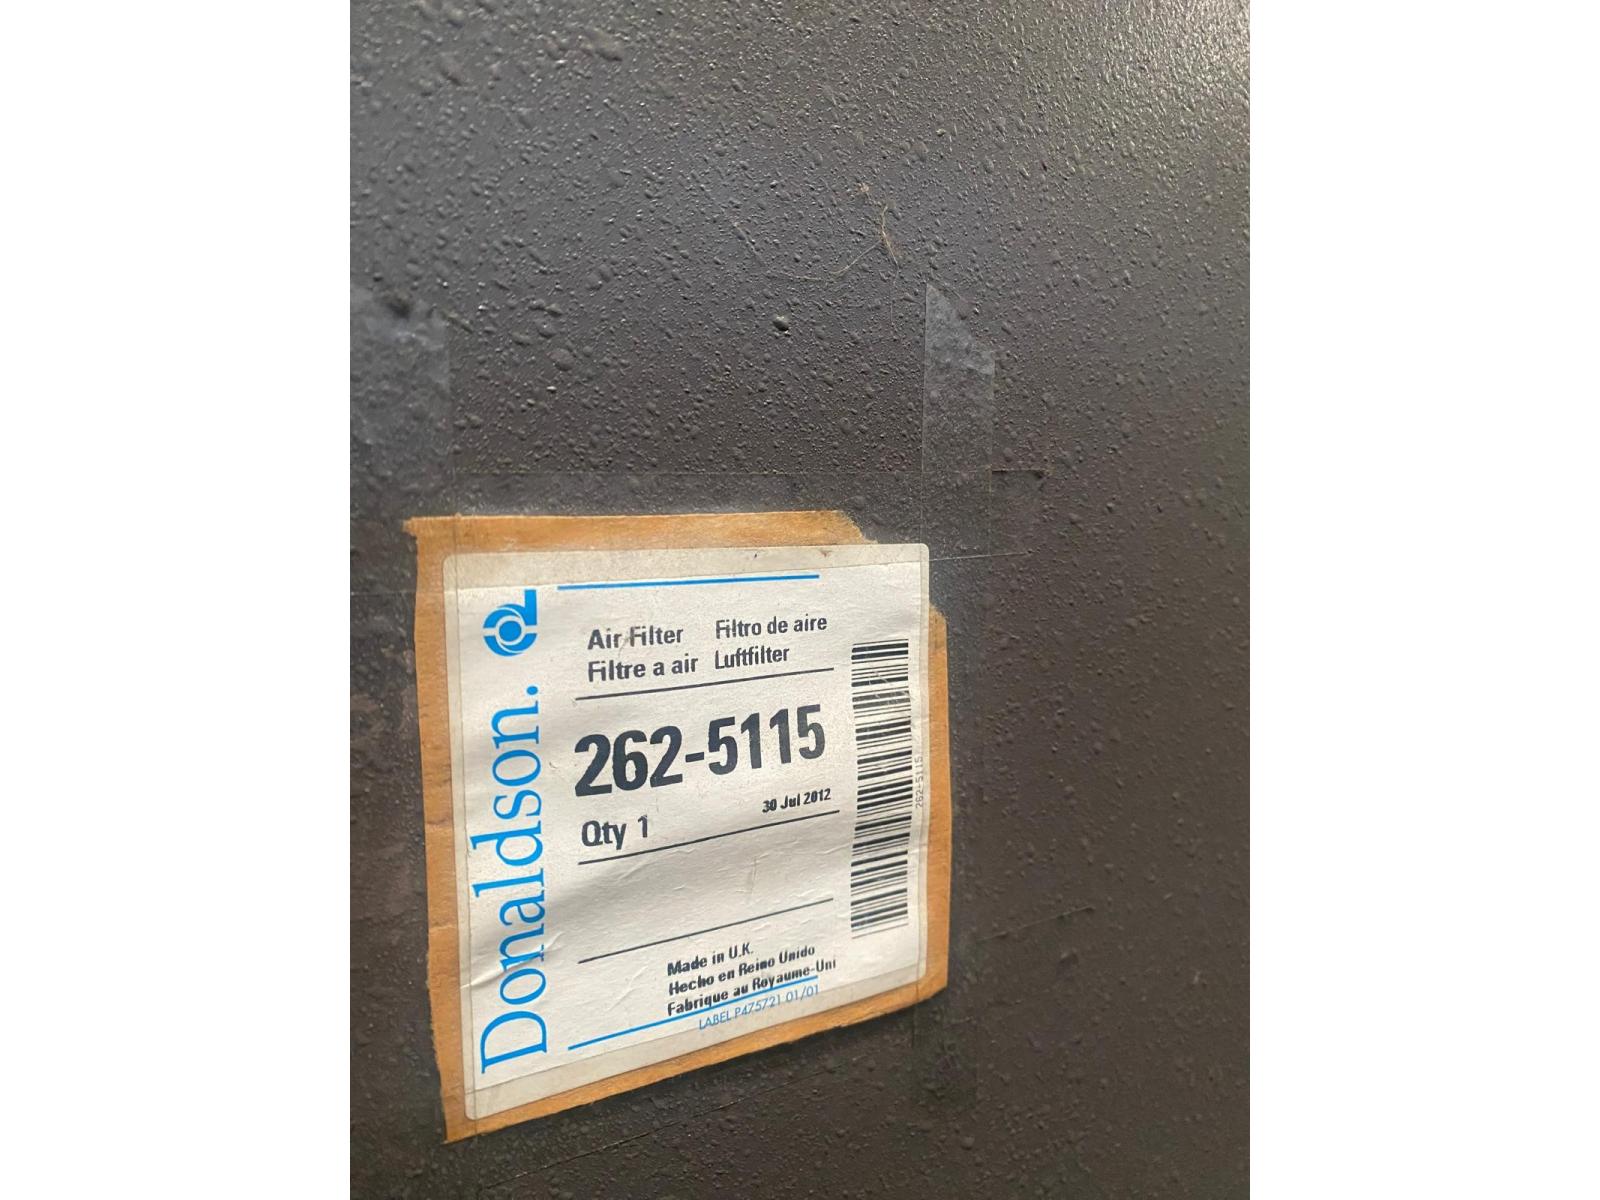 Donaldson.
Air Filter Filtro de aire
Filtre a air Luftfilter
262-5115
30 Jul 2012
Qty 1
262-5115
Made in U.K.
Hecho en Reino Unido
Fabrique au Royaume-Uni
LABEL P475721 01/01